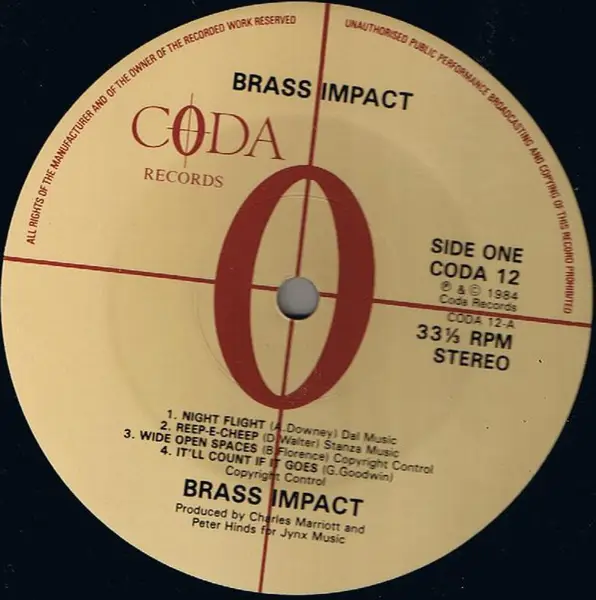 ALL RIGHTS OF THE MANUFACTURER AND OF THE OWNER OF THE RECORDED WORK RESERVED
UNAUTHORISED PUBLIC PERFORMANCE BROADCASTING AND COPYING OF THIS RECORD PROHIBITED
BRASS IMPACT
CODA
RECORDS
SIDE ONE
CODA 12
℗ & © 1984
Coda Records
CODA 12-A
33⅓ RPM
STEREO
1. NIGHT FLIGHT (A.Downey) Dal Music
2. REEP-E-CHEEP (D.Walter) Stanza Music
3. WIDE OPEN SPACES (B.Florence) Copyright Control
4. IT'LL COUNT IF IT GOES (G.Goodwin)
Copyright Control
BRASS IMPACT
Produced by Charles Marriott and
Peter Hinds for Jynx Music